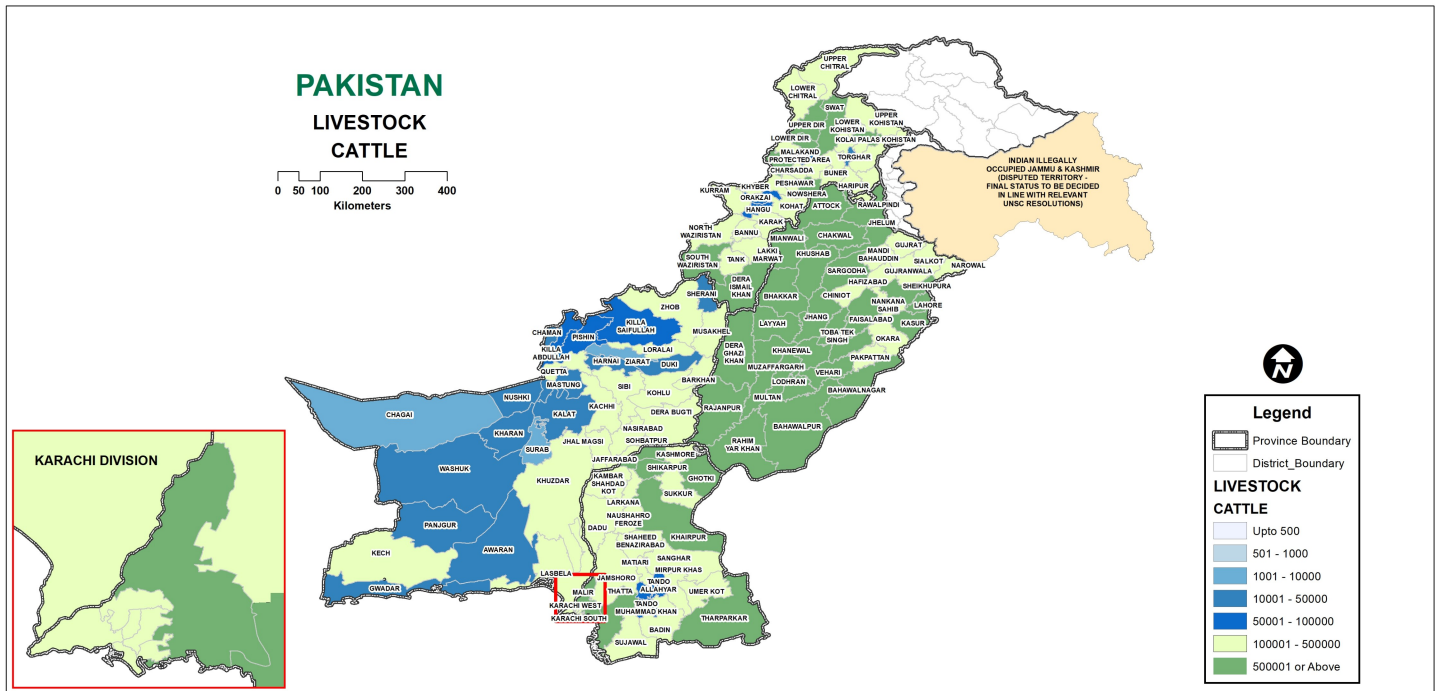 PAKISTAN
LIVESTOCK
CATTLE
0 50 100 200 300 400
Kilometers
UPPER
CHITRAL
LOWER
CHITRAL
SWAT
UPPER DIR
LOWER
KOHISTAN
UPPER
KOHISTAN
KOLAI PALAS KOHISTAN
LOWER DIR
MALAKAND
PROTECTED AREA
TORGHAR
CHARSADDA
BUNER
PESHAWAR
HARIPUR
KHYBER
NOWSHERA
KURRAM
ORAKZAI
HANGU
KOHAT
ATTOCK
RAWALPINDI
KARAK
JHELUM
NORTH
WAZIRISTAN
BANNU
MIANWALI
CHAKWAL
GUJRAT
LAKKI
MARWAT
KHUSHAB
MANDI
BAHAUDDIN
SIALKOT
NAROWAL
SOUTH
WAZIRISTAN
TANK
SARGODHA
GUJRANWALA
HAFIZABAD
SHEIKHUPURA
DERA
ISMAIL
KHAN
SHERANI
BHAKKAR
CHINIOT
NANKANA
SAHIB
LAHORE
ZHOB
LAYYAH
JHANG
FAISALABAD
KASUR
KILLA
SAIFULLAH
MUSAKHEL
TOBA TEK
SINGH
OKARA
CHAMAN
PISHIN
KILLA
ABDULLAH
LORALAI
DERA
GHAZI
KHAN
KHANEWAL
PAKPATTAN
HARNAI
ZIARAT
DUKI
MUZAFFARGARH
VEHARI
QUETTA
MASTUNG
SIBI
KOHLU
BARKHAN
LODHRAN
BAHAWALNAGAR
NUSHKI
KACHHI
RAJANPUR
MULTAN
CHAGAI
KALAT
DERA BUGTI
BAHAWALPUR
KHARAN
NASIRABAD
SURAB
JHAL MAGSI
SOHBATPUR
RAHIM
YAR KHAN
WASHUK
JAFFARABAD
KASHMORE
SHIKARPUR
KHUZDAR
KAMBAR
SHAHDAD
KOT
GHOTKI
SUKKUR
LARKANA
PANJGUR
NAUSHAHRO
FEROZE
DADU
KHAIRPUR
AWARAN
SHAHEED
BENAZIRABAD
KECH
SANGHAR
MATIARI
MIRPUR KHAS
LASBELA
JAMSHORO
TANDO
ALLAHYAR
GWADAR
MALIR
THATTA
UMER KOT
KARACHI WEST
TANDO
MUHAMMAD KHAN
KARACHI SOUTH
THARPARKAR
BADIN
SUJAWAL
INDIAN ILLEGALLY
OCCUPIED JAMMU & KASHMIR
(DISPUTED TERRITORY -
FINAL STATUS TO BE DECIDED
IN LINE WITH RELEVANT
UNSC RESOLUTIONS)
KARACHI DIVISION
N
Legend
Province Boundary
District_Boundary
LIVESTOCK
CATTLE
Upto 500
501 - 1000
1001 - 10000
10001 - 50000
50001 - 100000
100001 - 500000
500001 or Above